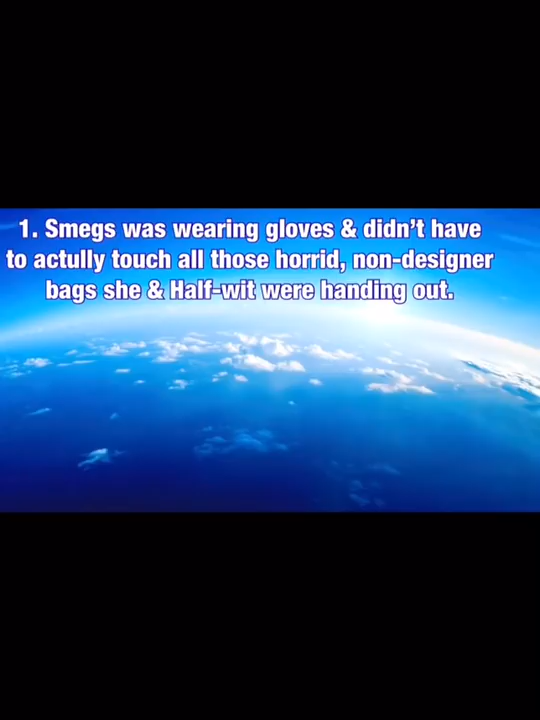 1. Smegs was wearing gloves & didn’t have
to actully touch all those horrid, non-designer
bags she & Half-wit were handing out.